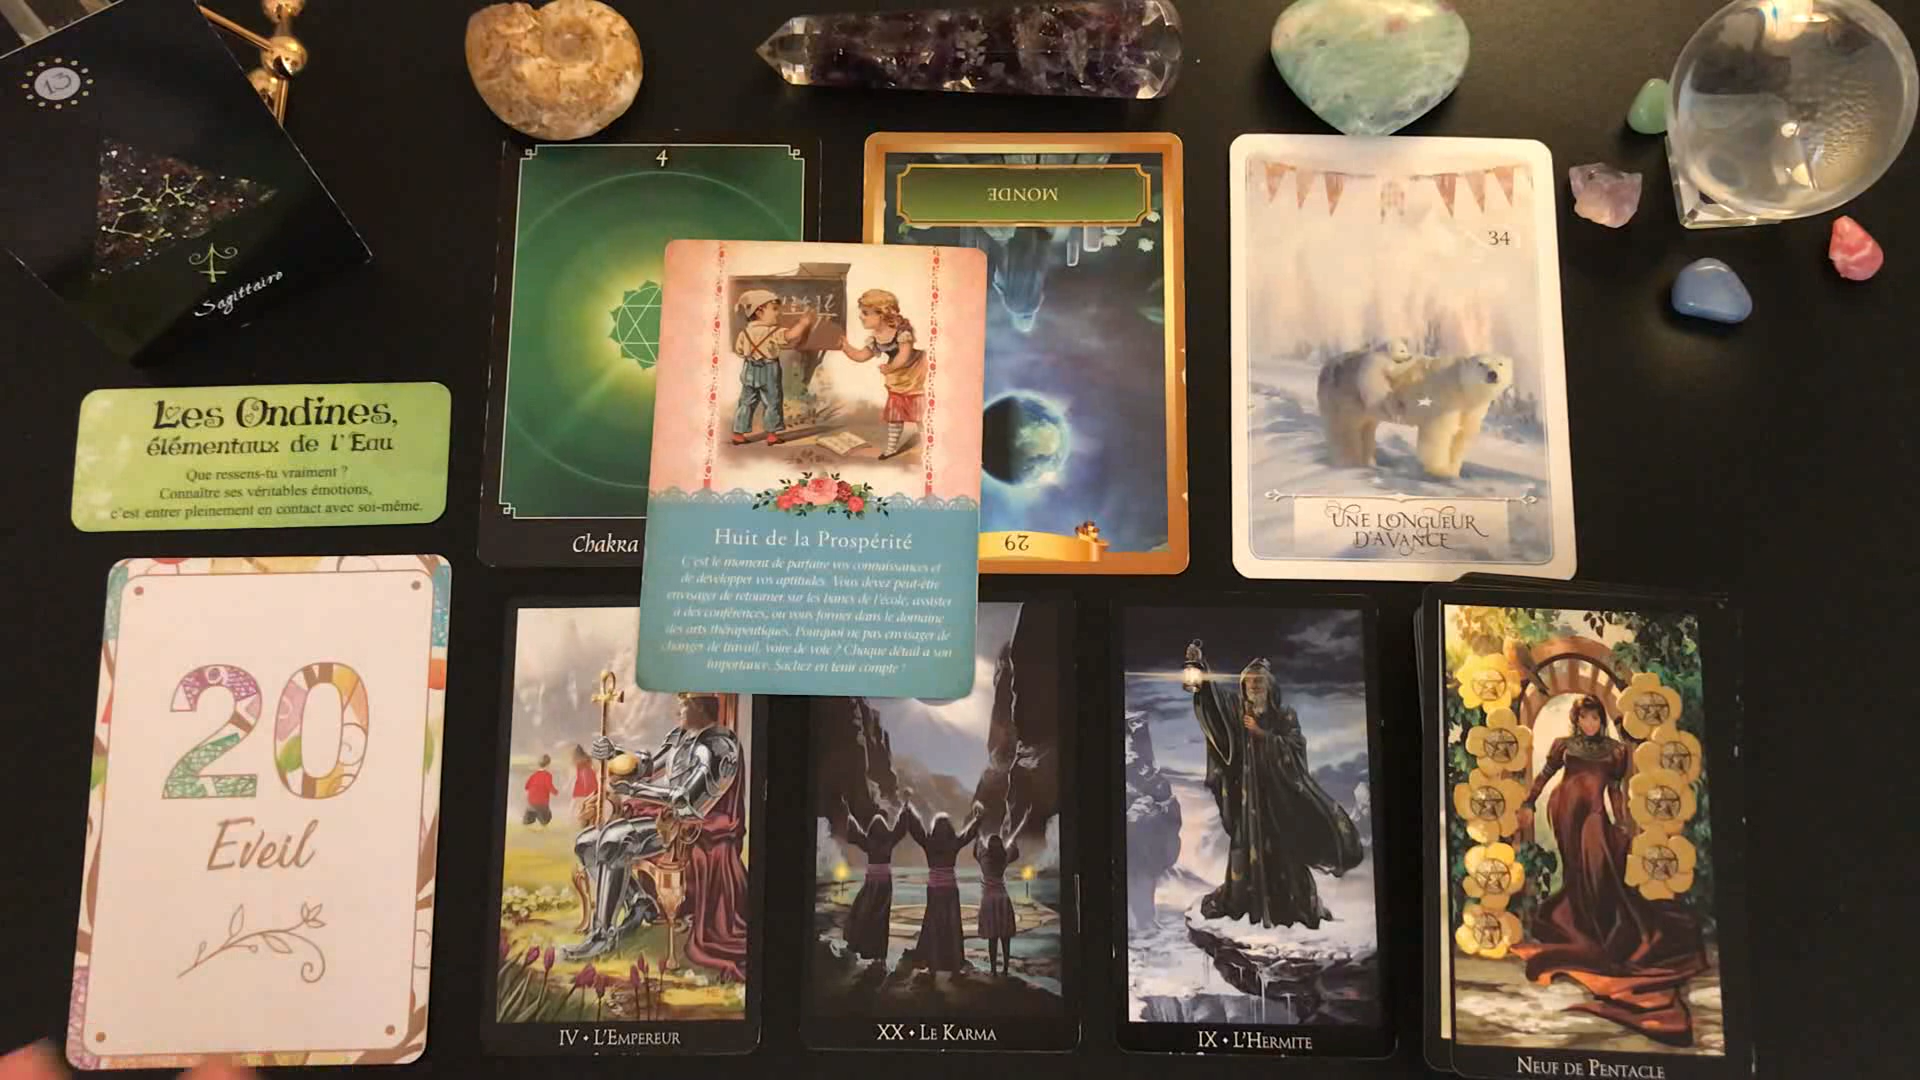 13
Sagittaire
Les Ondines,
élémentaux de l'Eau
Que ressens-tu vraiment ?
Connaître ses véritables émotions,
c'est entrer pleinement en contact avec soi-même.
20
Eveil
4
Chakra
MONDE
29
34
UNE LONGUEUR
D'AVANCE
Huit de la Prospérité
C'est le moment de parfaire vos connaissances et
de développer vos aptitudes. Vous devez peut-être
envisager de retourner sur les bancs de l'école, assister
à des conférences, ou vous former dans le domaine
des arts thérapeutiques. Pourquoi ne pas envisager de
changer de travail, voire de voie ? Chaque détail a son
importance. Sachez en tenir compte !
IV • L'EMPEREUR
XX • LE KARMA
IX • L'HERMITE
NEUF DE PENTACLE